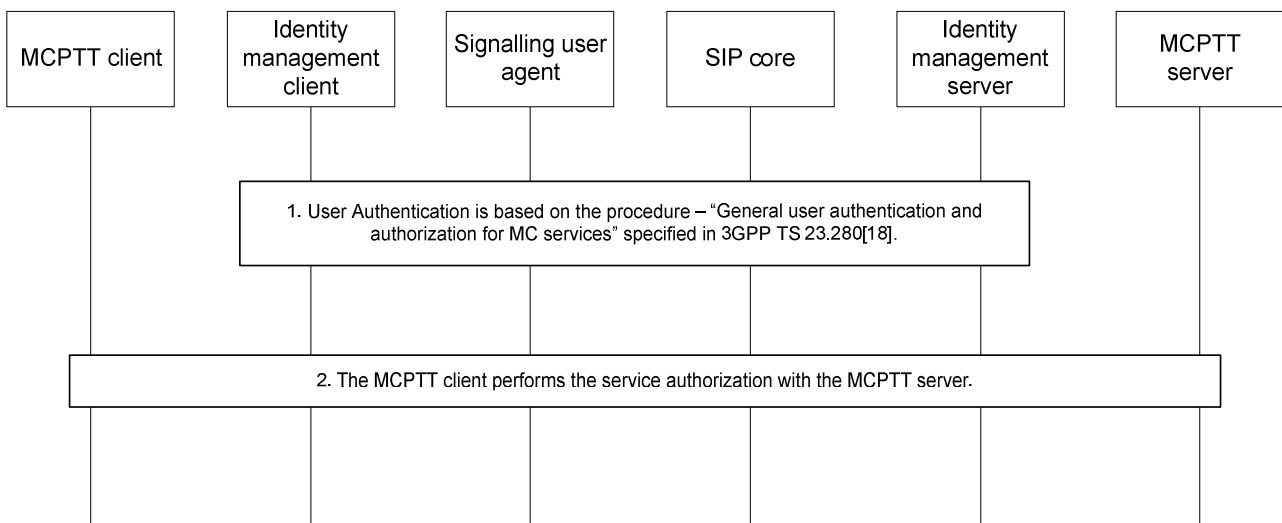 MCPTT client
Identity
management
client
Signalling user
agent
SIP core
Identity
management
server
MCPTT
server
1. User Authentication is based on the procedure – “General user authentication and
authorization for MC services” specified in 3GPP TS 23.280[18].
2. The MCPTT client performs the service authorization with the MCPTT server.